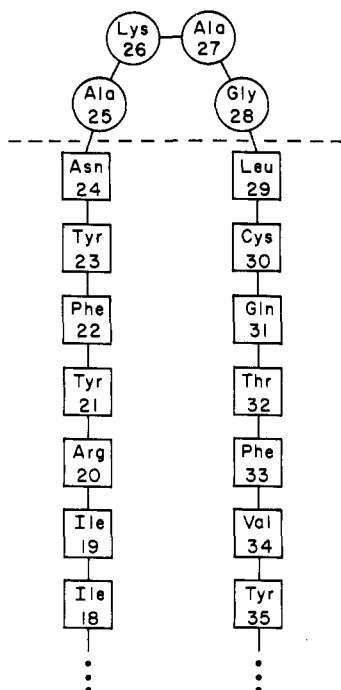 Lys
26
Ala
27
Ala
25
Gly
28
Asn
24
Leu
29
Tyr
23
Cys
30
Phe
22
Gln
31
Tyr
21
Thr
32
Arg
20
Phe
33
Ile
19
Val
34
Ile
18
Tyr
35